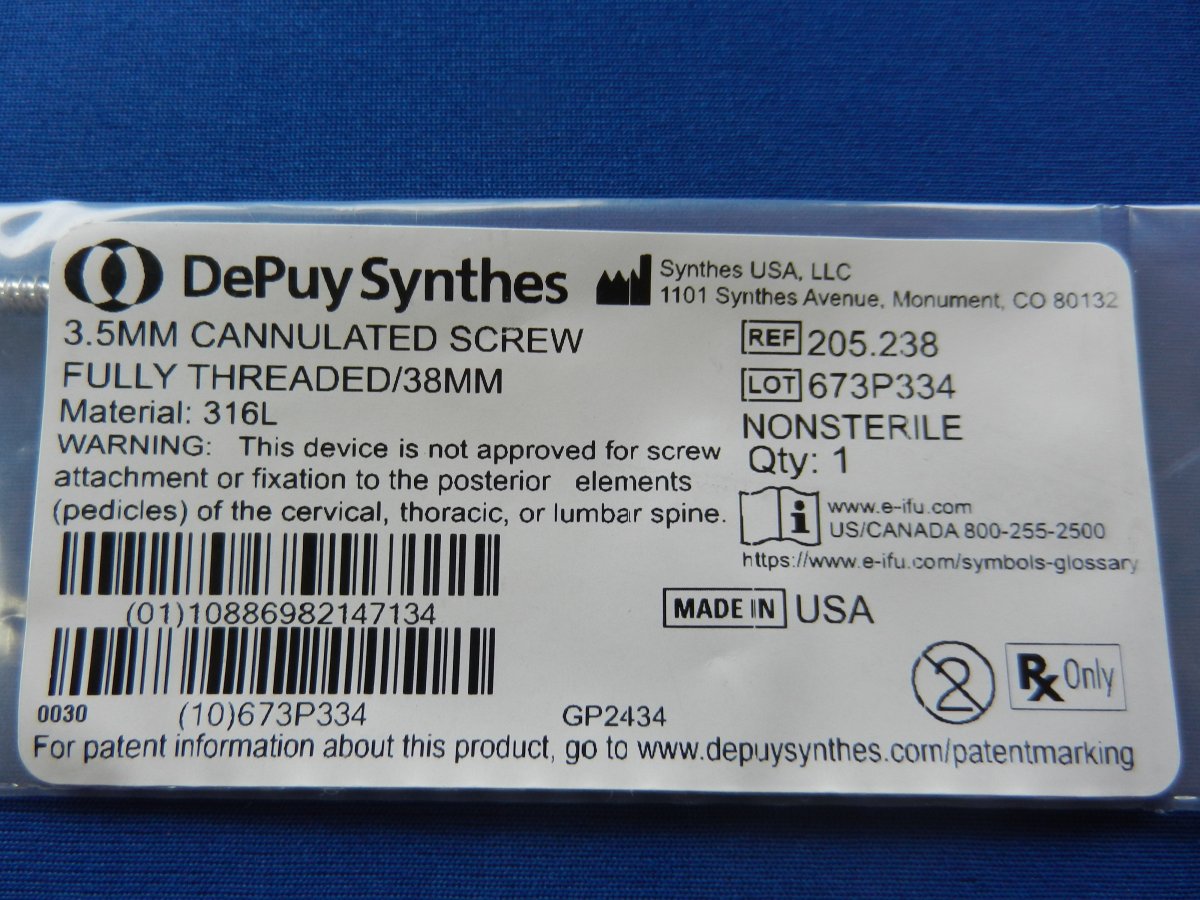 DePuy Synthes
Synthes USA, LLC
1101 Synthes Avenue, Monument, CO 80132
3.5MM CANNULATED SCREW
FULLY THREADED/38MM
Material: 316L
WARNING: This device is not approved for screw
attachment or fixation to the posterior elements
(pedicles) of the cervical, thoracic, or lumbar spine.
REF 205.238
LOT 673P334
NONSTERILE
Qty: 1
i www.e-ifu.com
US/CANADA 800-255-2500
https://www.e-ifu.com/symbols-glossary
(01)10886982147134
MADE IN USA
2
Rx Only
0030 (10)673P334 GP2434
For patent information about this product, go to www.depuysynthes.com/patentmarking